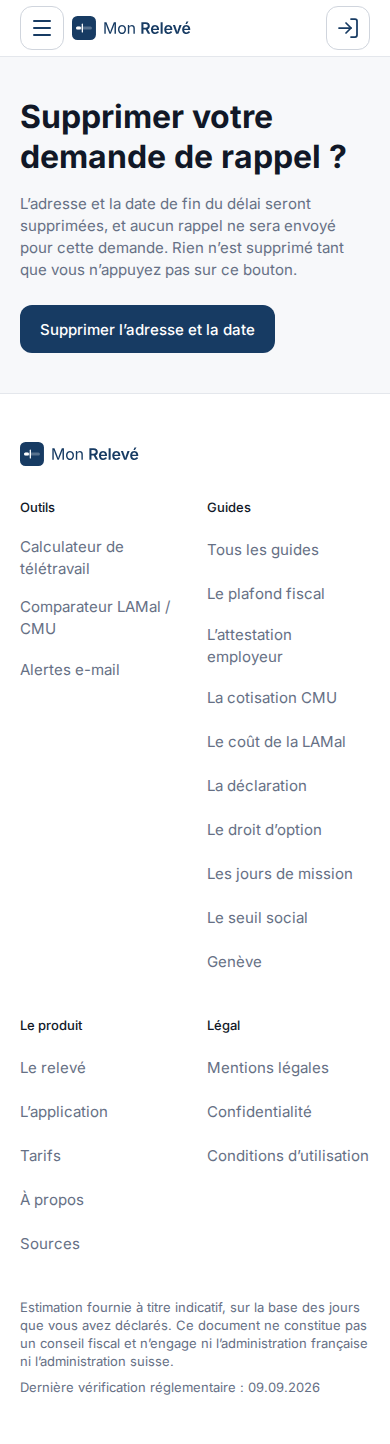 Mon Relevé
Supprimer votre
demande de rappel ?
L’adresse et la date de fin du délai seront
supprimées, et aucun rappel ne sera envoyé
pour cette demande. Rien n’est supprimé tant
que vous n’appuyez pas sur ce bouton.
Supprimer l’adresse et la date
Mon Relevé
Outils
Calculateur de
télétravail
Comparateur LAMal /
CMU
Alertes e-mail
Guides
Tous les guides
Le plafond fiscal
L’attestation
employeur
La cotisation CMU
Le coût de la LAMal
La déclaration
Le droit d’option
Les jours de mission
Le seuil social
Genève
Le produit
Le relevé
L’application
Tarifs
À propos
Sources
Légal
Mentions légales
Confidentialité
Conditions d’utilisation
Estimation fournie à titre indicatif, sur la base des jours
que vous avez déclarés. Ce document ne constitue pas
un conseil fiscal et n’engage ni l’administration française
ni l’administration suisse.
Dernière vérification réglementaire : 09.09.2026